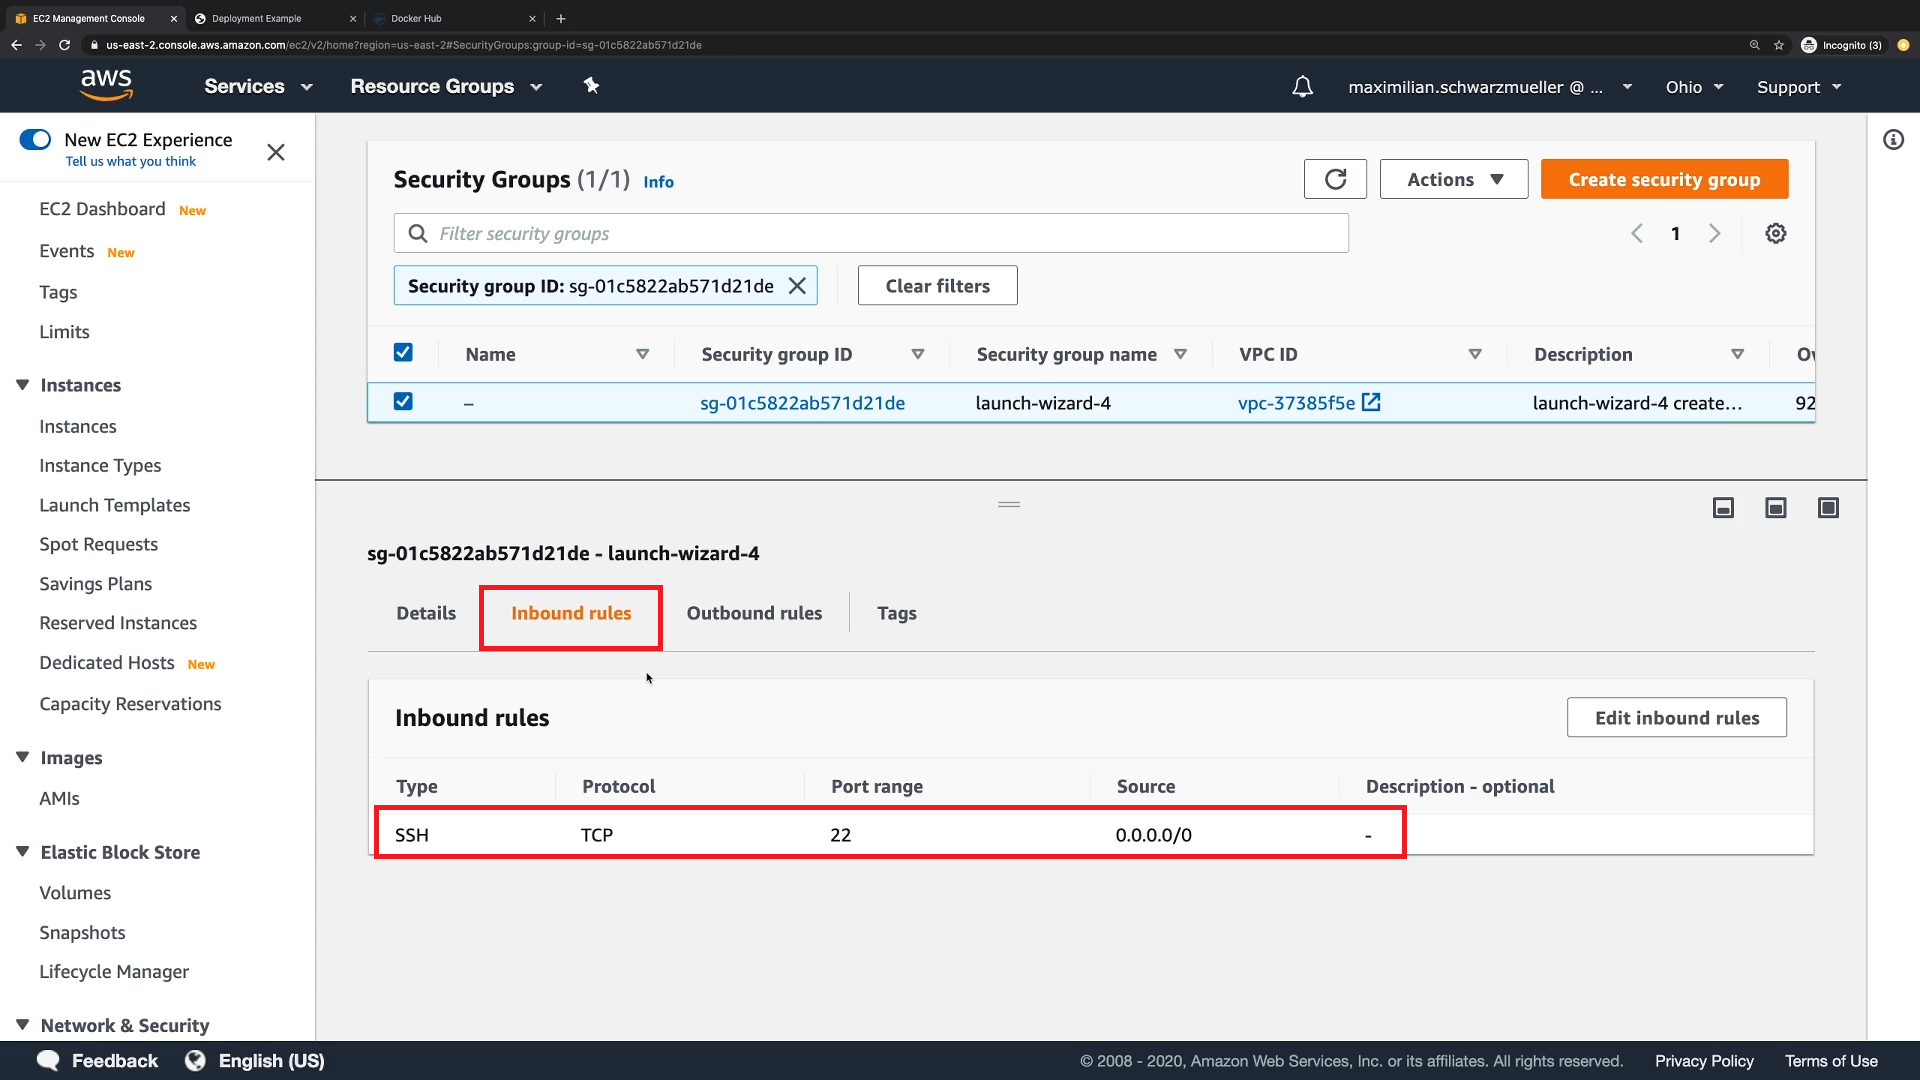 EC2 Management Console
Deployment Example
Docker Hub
us-east-2.console.aws.amazon.com/ec2/v2/home?region=us-east-2#SecurityGroups:group-id=sg-01c5822ab571d21de
Incognito (3)
aws
Services
Resource Groups
maximilian.schwarzmueller @ ...
Ohio
Support
New EC2 Experience
Tell us what you think
EC2 Dashboard New
Events New
Tags
Limits
Instances
Instances
Instance Types
Launch Templates
Spot Requests
Savings Plans
Reserved Instances
Dedicated Hosts New
Capacity Reservations
Images
AMIs
Elastic Block Store
Volumes
Snapshots
Lifecycle Manager
Network & Security
Security Groups (1/1) Info
Actions
Create security group
Filter security groups
1
Security group ID: sg-01c5822ab571d21de
Clear filters
Name Security group ID Security group name VPC ID Description Ov
– sg-01c5822ab571d21de launch-wizard-4 vpc-37385f5e launch-wizard-4 create... 92
sg-01c5822ab571d21de - launch-wizard-4
Details Inbound rules Outbound rules Tags
Inbound rules
Edit inbound rules
Type Protocol Port range Source Description - optional
SSH TCP 22 0.0.0.0/0 -
Feedback
English (US)
© 2008 - 2020, Amazon Web Services, Inc. or its affiliates. All rights reserved.
Privacy Policy
Terms of Use